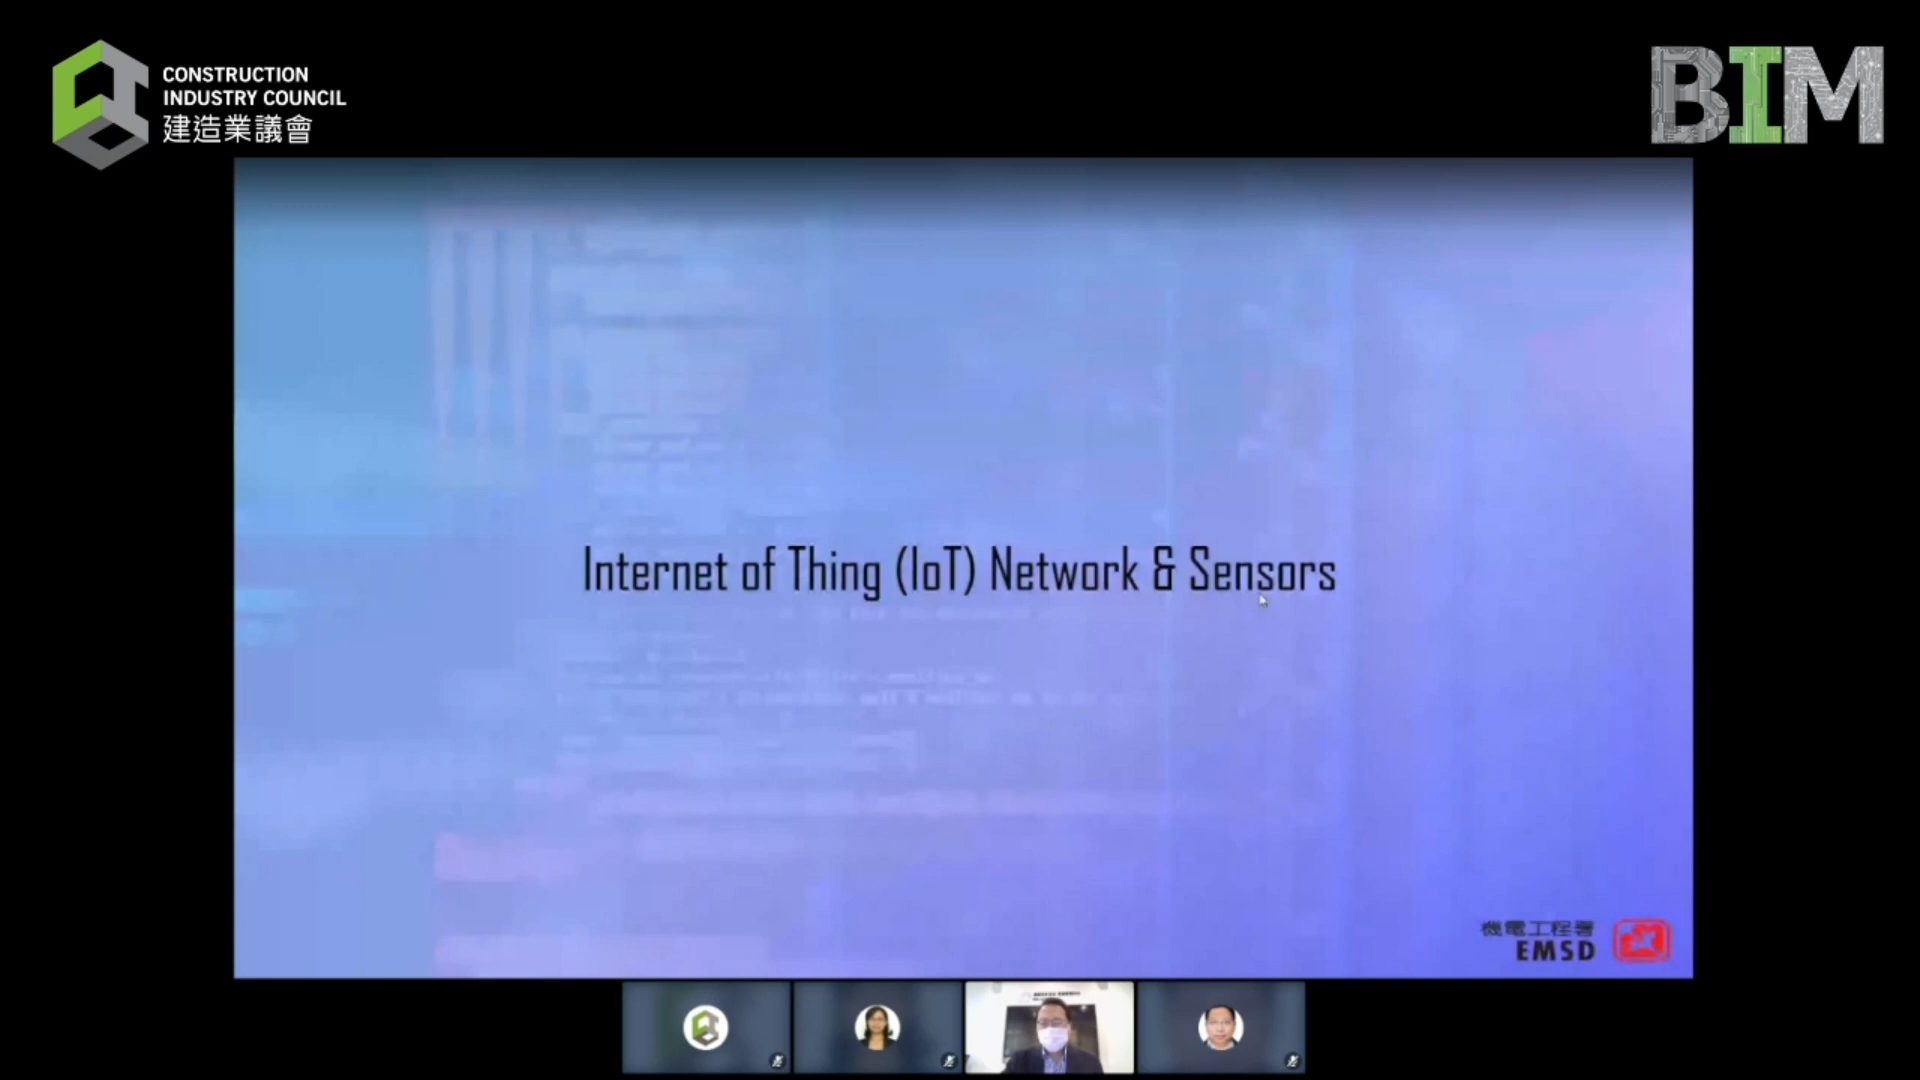 CONSTRUCTION
INDUSTRY COUNCIL
建造業議會
BIM
Internet of Thing (IoT) Network & Sensors
機電工程署
EMSD